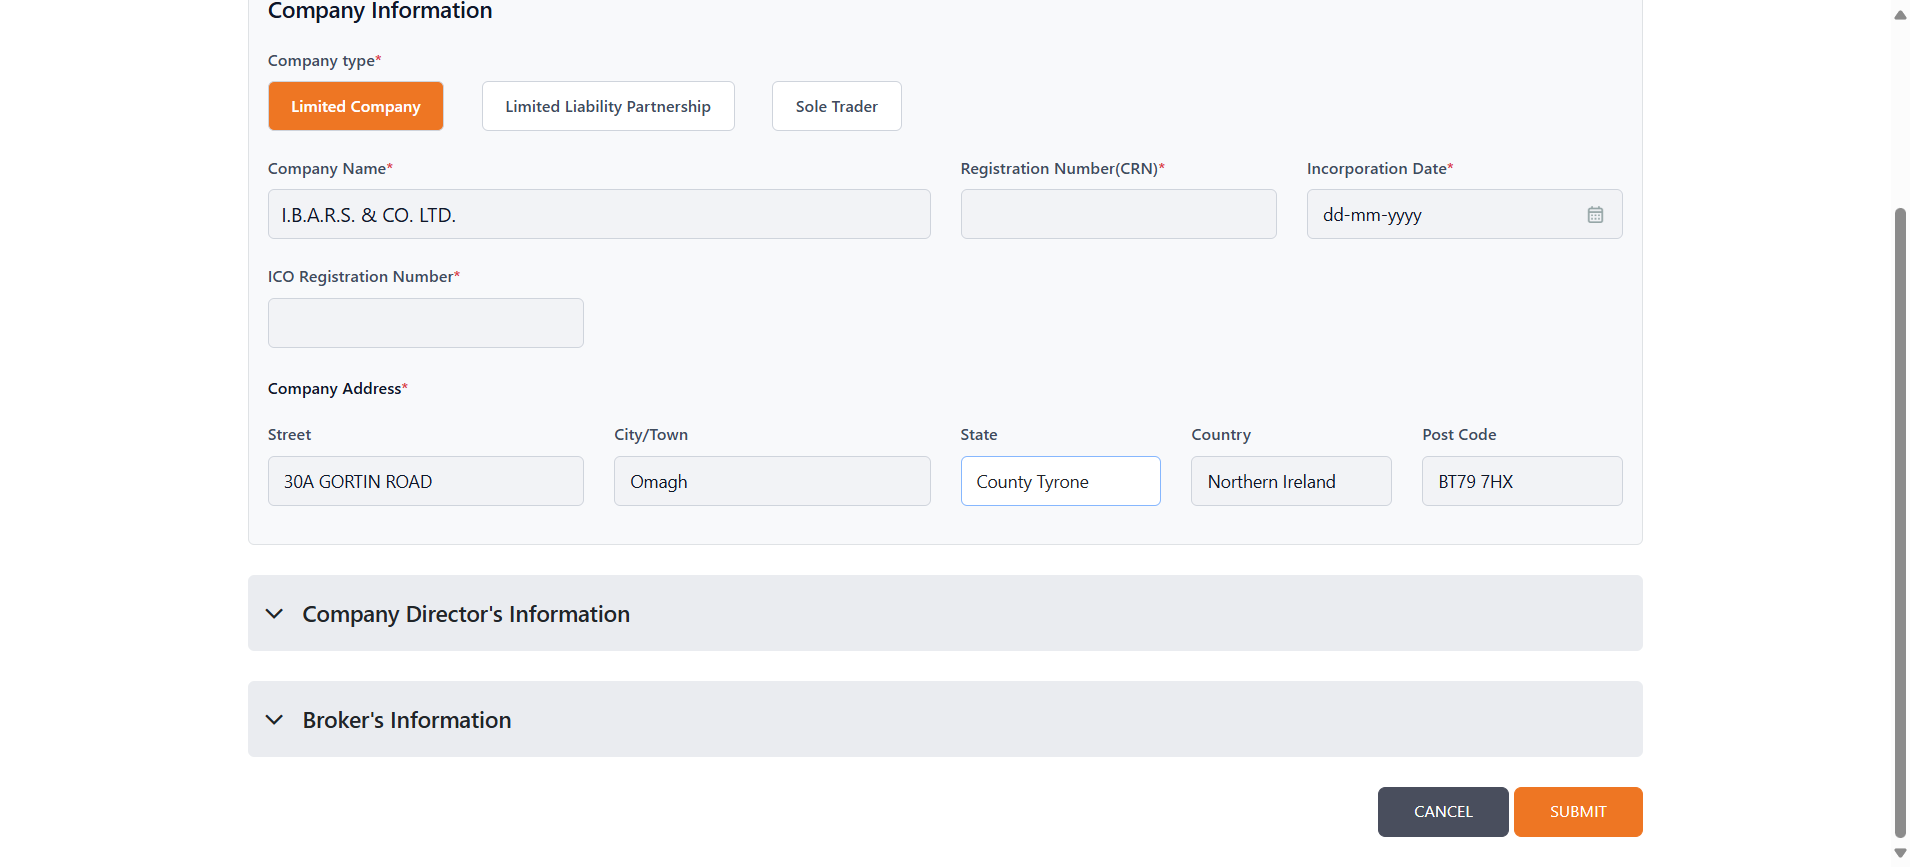 Company Information
Company type*
Limited Company
Limited Liability Partnership
Sole Trader
Company Name*
Registration Number(CRN)*
Incorporation Date*
I.B.A.R.S. & CO. LTD.
dd-mm-yyyy
ICO Registration Number*
Company Address*
Street
City/Town
State
Country
Post Code
30A GORTIN ROAD
Omagh
County Tyrone
Northern Ireland
BT79 7HX
Company Director's Information
Broker's Information
CANCEL
SUBMIT